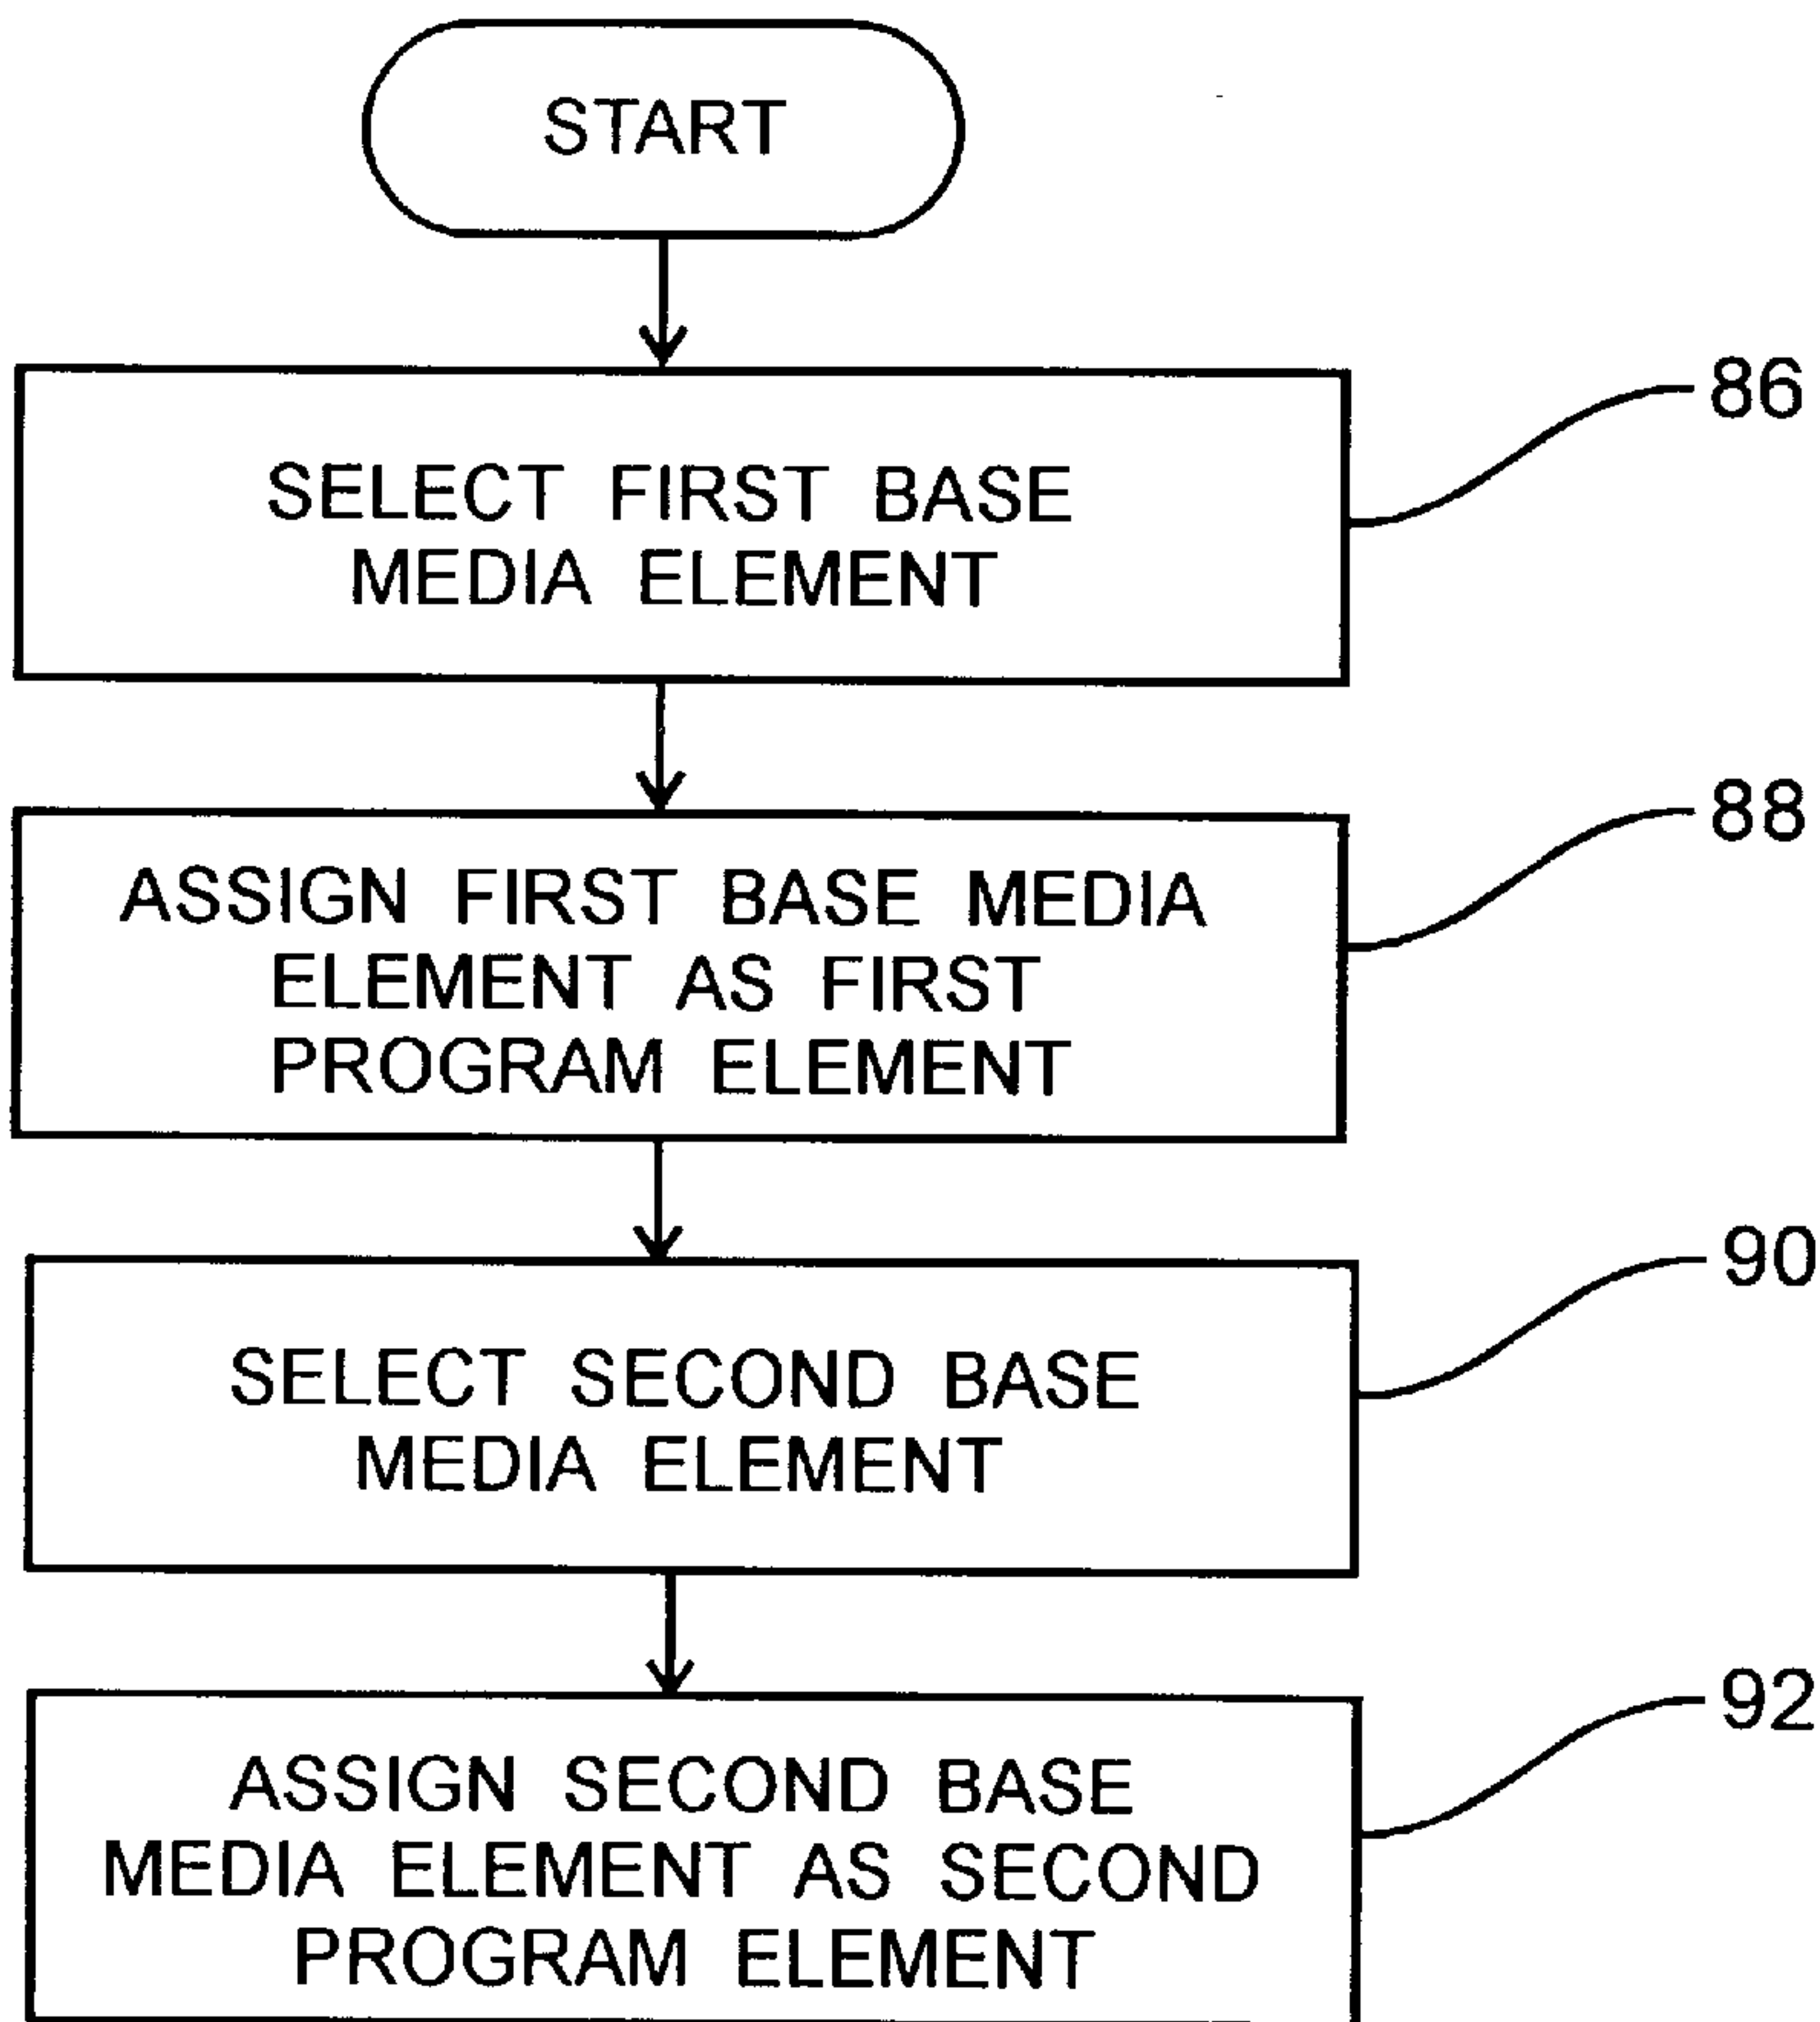 START
86
SELECT FIRST BASE
MEDIA ELEMENT
88
ASSIGN FIRST BASE MEDIA
ELEMENT AS FIRST
PROGRAM ELEMENT
90
SELECT SECOND BASE
MEDIA ELEMENT
92
ASSIGN SECOND BASE
MEDIA ELEMENT AS SECOND
PROGRAM ELEMENT